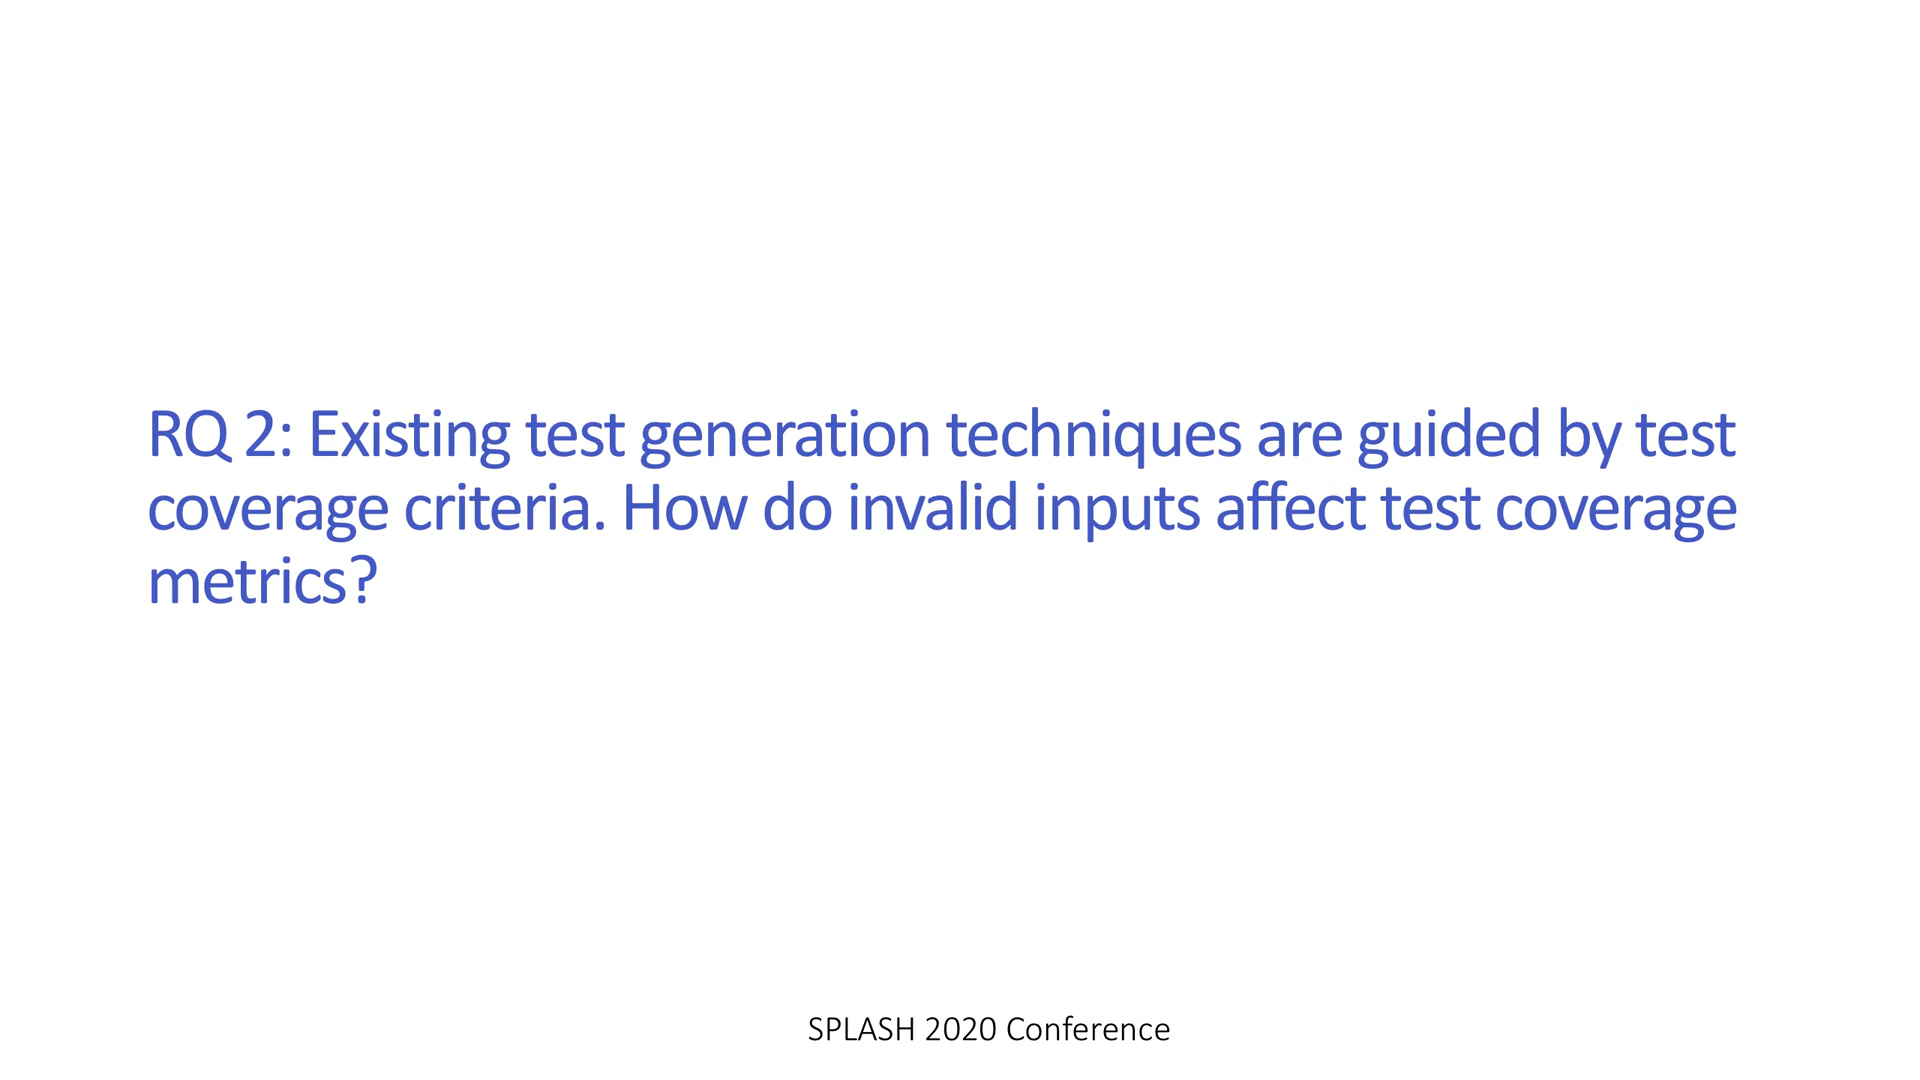 RQ 2: Existing test generation techniques are guided by test
coverage criteria. How do invalid inputs affect test coverage
metrics?
SPLASH 2020 Conference